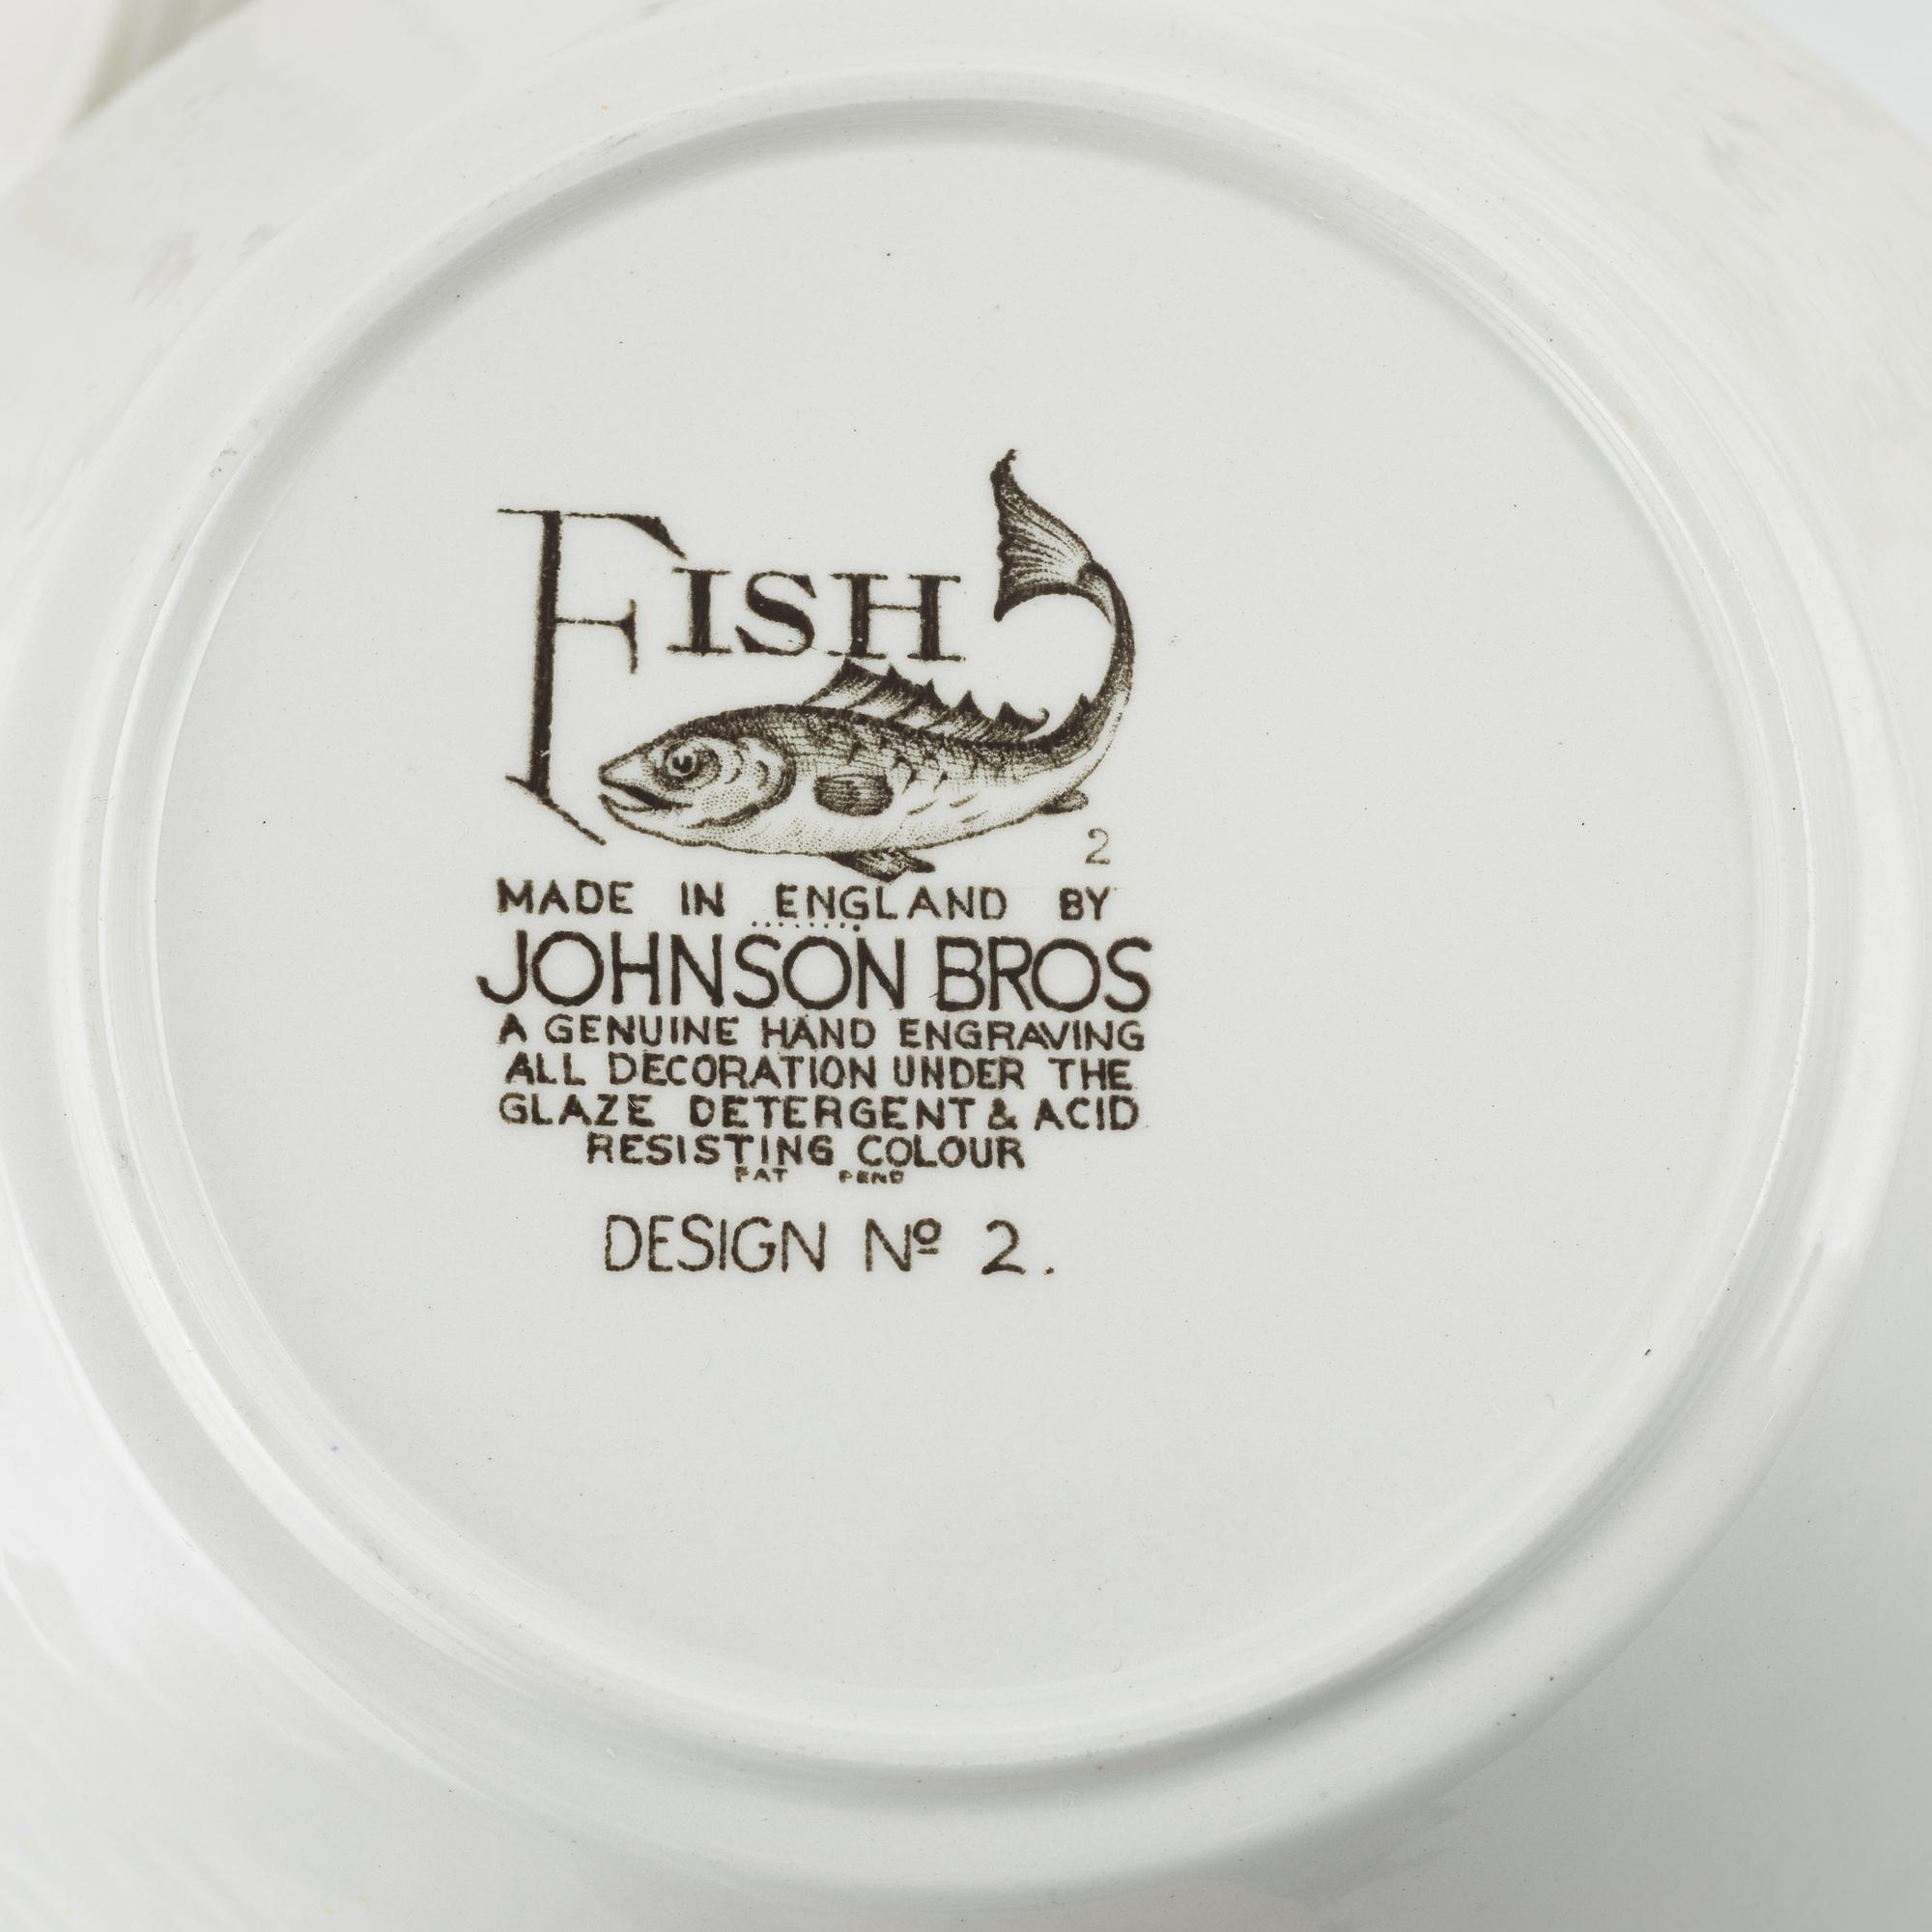 FISH
2
MADE IN ENGLAND BY
JOHNSON BROS
A GENUINE HAND ENGRAVING
ALL DECORATION UNDER THE
GLAZE DETERGENT & ACID
RESISTING COLOUR
PAT PEND
DESIGN Nº 2.